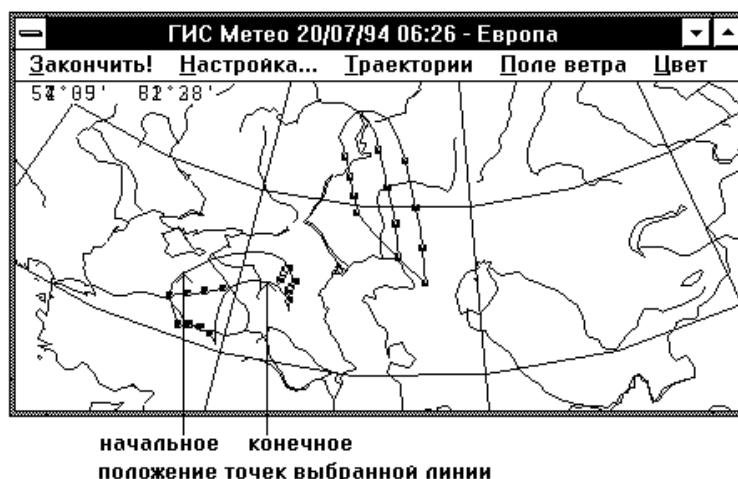 ГИС Метео 20/07/94 06:26 - Европа
Закончить! Настройка... Траектории Поле ветра Цвет
начальное конечное
положение точек выбранной линии